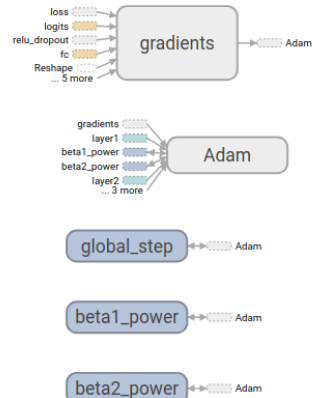 loss
logits
relu_dropout
fc
Reshape
... 5 more
gradients
Adam
gradients
layer1
beta1_power
beta2_power
layer2
... 3 more
Adam
global_step
Adam
beta1_power
Adam
beta2_power
Adam